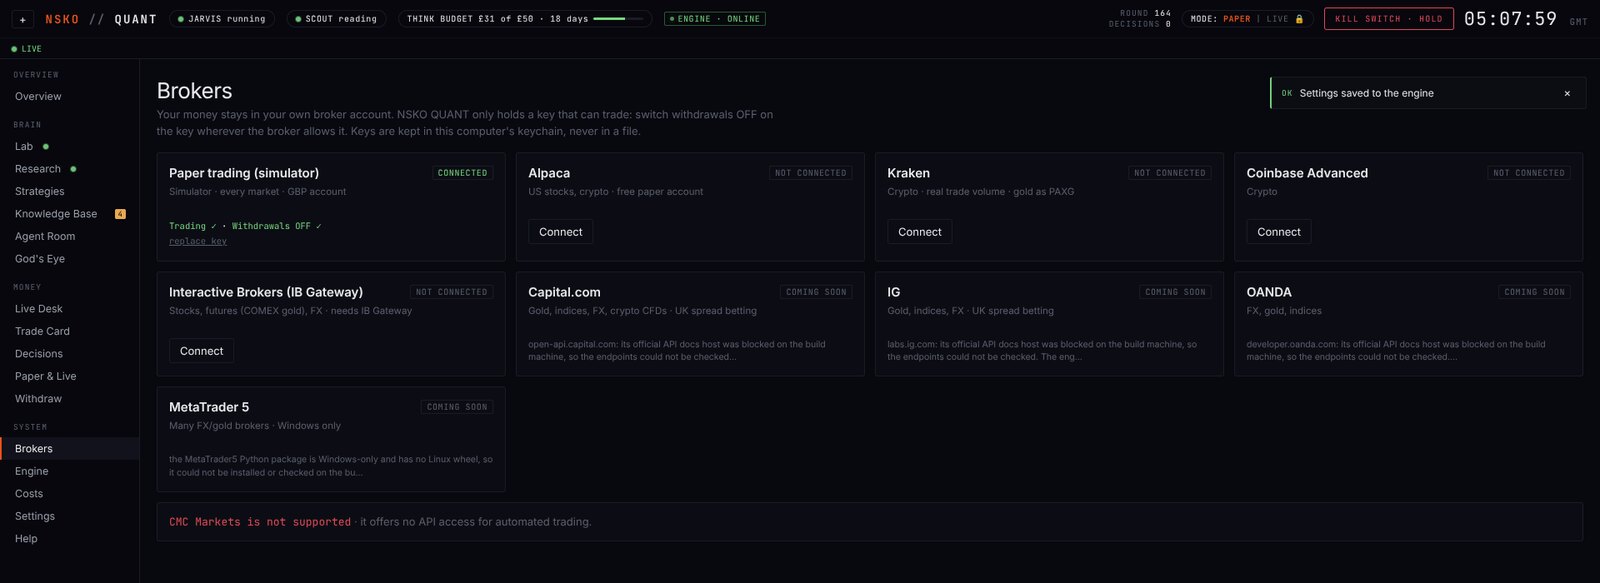 + NSKO // QUANT JARVIS running SCOUT reading THINK BUDGET £31 of £50 · 18 days ENGINE · ONLINE ROUND 164 MODE: PAPER | LIVE KILL SWITCH · HOLD 05:07:59 GMT
DECISIONS 0
LIVE
OVERVIEW
Overview
BRAIN
Lab
Research
Strategies
Knowledge Base 4
Agent Room
God's Eye
MONEY
Live Desk
Trade Card
Decisions
Paper & Live
Withdraw
SYSTEM
Brokers
Engine
Costs
Settings
Help
Brokers
Your money stays in your own broker account. NSKO QUANT only holds a key that can trade: switch withdrawals OFF on
the key wherever the broker allows it. Keys are kept in this computer's keychain, never in a file.
OK Settings saved to the engine ×
Paper trading (simulator) CONNECTED
Simulator · every market · GBP account
Trading ✓ · Withdrawals OFF ✓
replace key
Alpaca NOT CONNECTED
US stocks, crypto · free paper account
Connect
Kraken NOT CONNECTED
Crypto · real trade volume · gold as PAXG
Connect
Coinbase Advanced NOT CONNECTED
Crypto
Connect
Interactive Brokers (IB Gateway) NOT CONNECTED
Stocks, futures (COMEX gold), FX · needs IB Gateway
Connect
Capital.com COMING SOON
Gold, indices, FX, crypto CFDs · UK spread betting
open-api.capital.com: its official API docs host was blocked on the build
machine, so the endpoints could not be checked...
IG COMING SOON
Gold, indices, FX · UK spread betting
labs.ig.com: its official API docs host was blocked on the build machine, so
the endpoints could not be checked. The eng...
OANDA COMING SOON
FX, gold, indices
developer.oanda.com: its official API docs host was blocked on the build
machine, so the endpoints could not be checked....
MetaTrader 5 COMING SOON
Many FX/gold brokers · Windows only
the MetaTrader5 Python package is Windows-only and has no Linux wheel, so
it could not be installed or checked on the bu...
CMC Markets is not supported · it offers no API access for automated trading.